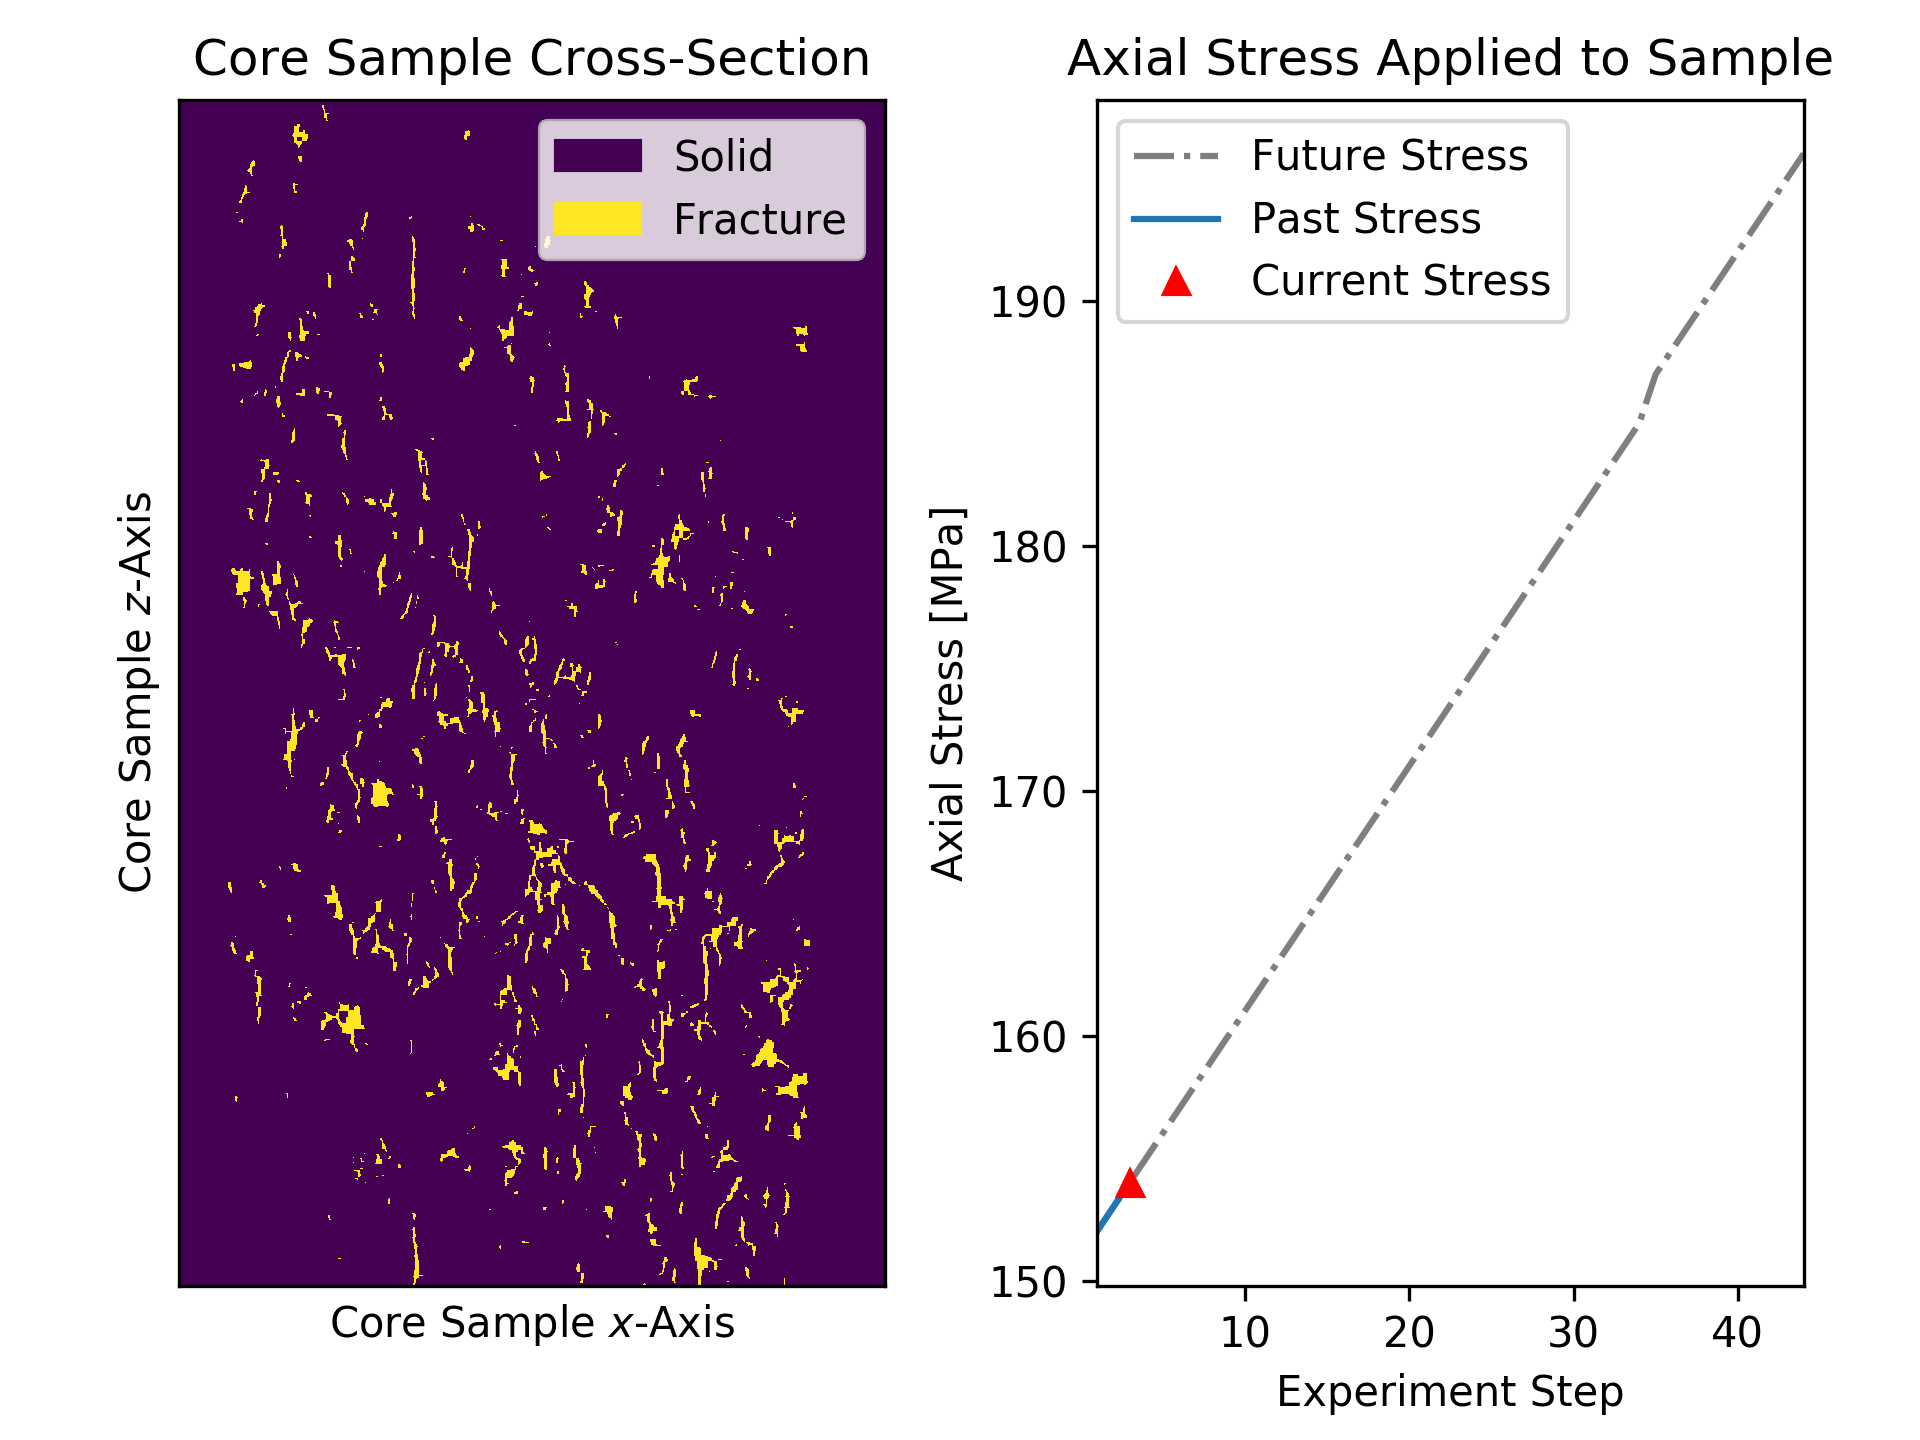 Core Sample Cross-Section
Solid
Fracture
Core Sample z-Axis
Core Sample x-Axis
Axial Stress Applied to Sample
Future Stress
Past Stress
Current Stress
Axial Stress [MPa]
190
180
170
160
150
10 20 30 40
Experiment Step